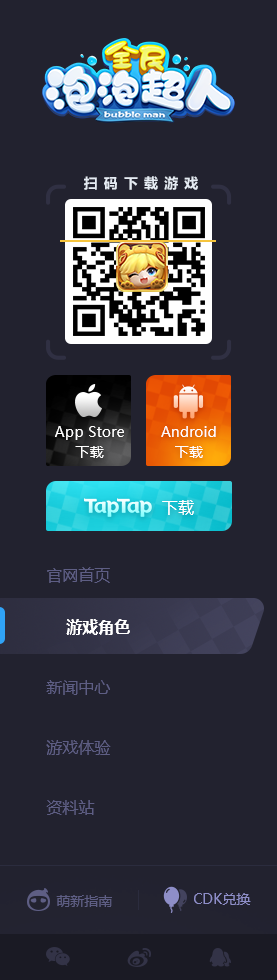 全民
泡泡超人
bubble man
扫码下载游戏
App Store
下载
Android
下载
TapTap 下载
官网首页
游戏角色
新闻中心
游戏体验
资料站
萌新指南
CDK兑换